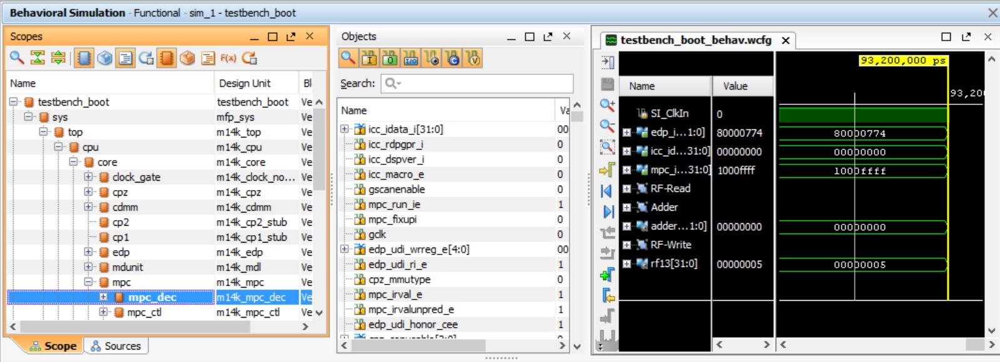 Behavioral Simulation - Functional - sim_1 - testbench_boot
Scopes
F(x)
Name Design Unit Bl
testbench_boot testbench_boot Ve
sys mfp_sys Ve
top m14k_top Ve
cpu m14k_cpu Ve
core m14k_core Ve
clock_gate m14k_clock_no... Ve
cpz m14k_cpz Ve
cdmm m14k_cdmm Ve
cp2 m14k_cp2_stub Ve
cp1 m14k_cp1_stub Ve
edp m14k_edp Ve
mdunit m14k_mdl Ve
mpc m14k_mpc Ve
mpc_dec m14k_mpc_dec Ve
mpc_ctl m14k_mpc_ctl Ve
Scope Sources
Objects
I O I/O C V
Search:
Name Va
icc_idata_i[31:0] 00
icc_rdpgpr_i 0
icc_dspver_i 0
icc_macro_e 0
gscanenable 0
mpc_run_ie 1
mpc_fixupi 0
gclk 0
edp_udi_wrreg_e[4:0] 00
edp_udi_ri_e 1
cpz_mmutype 0
mpc_irval_e 1
mpc_irvalunpred_e 1
edp_udi_honor_cee 1
testbench_boot_behav.wcfg
93,200,000 ps
Name Value 93,20
SI_ClkIn 0
edp_i...1:0] 80000774 80000774
icc_id...31:0] 00000000 00000000
mpc_i...31:0] 1000ffff 1000ffff
RF-Read
Adder
adder...1:0] 00000000 00000000
RF-Write
rf13[31:0] 00000005 00000005